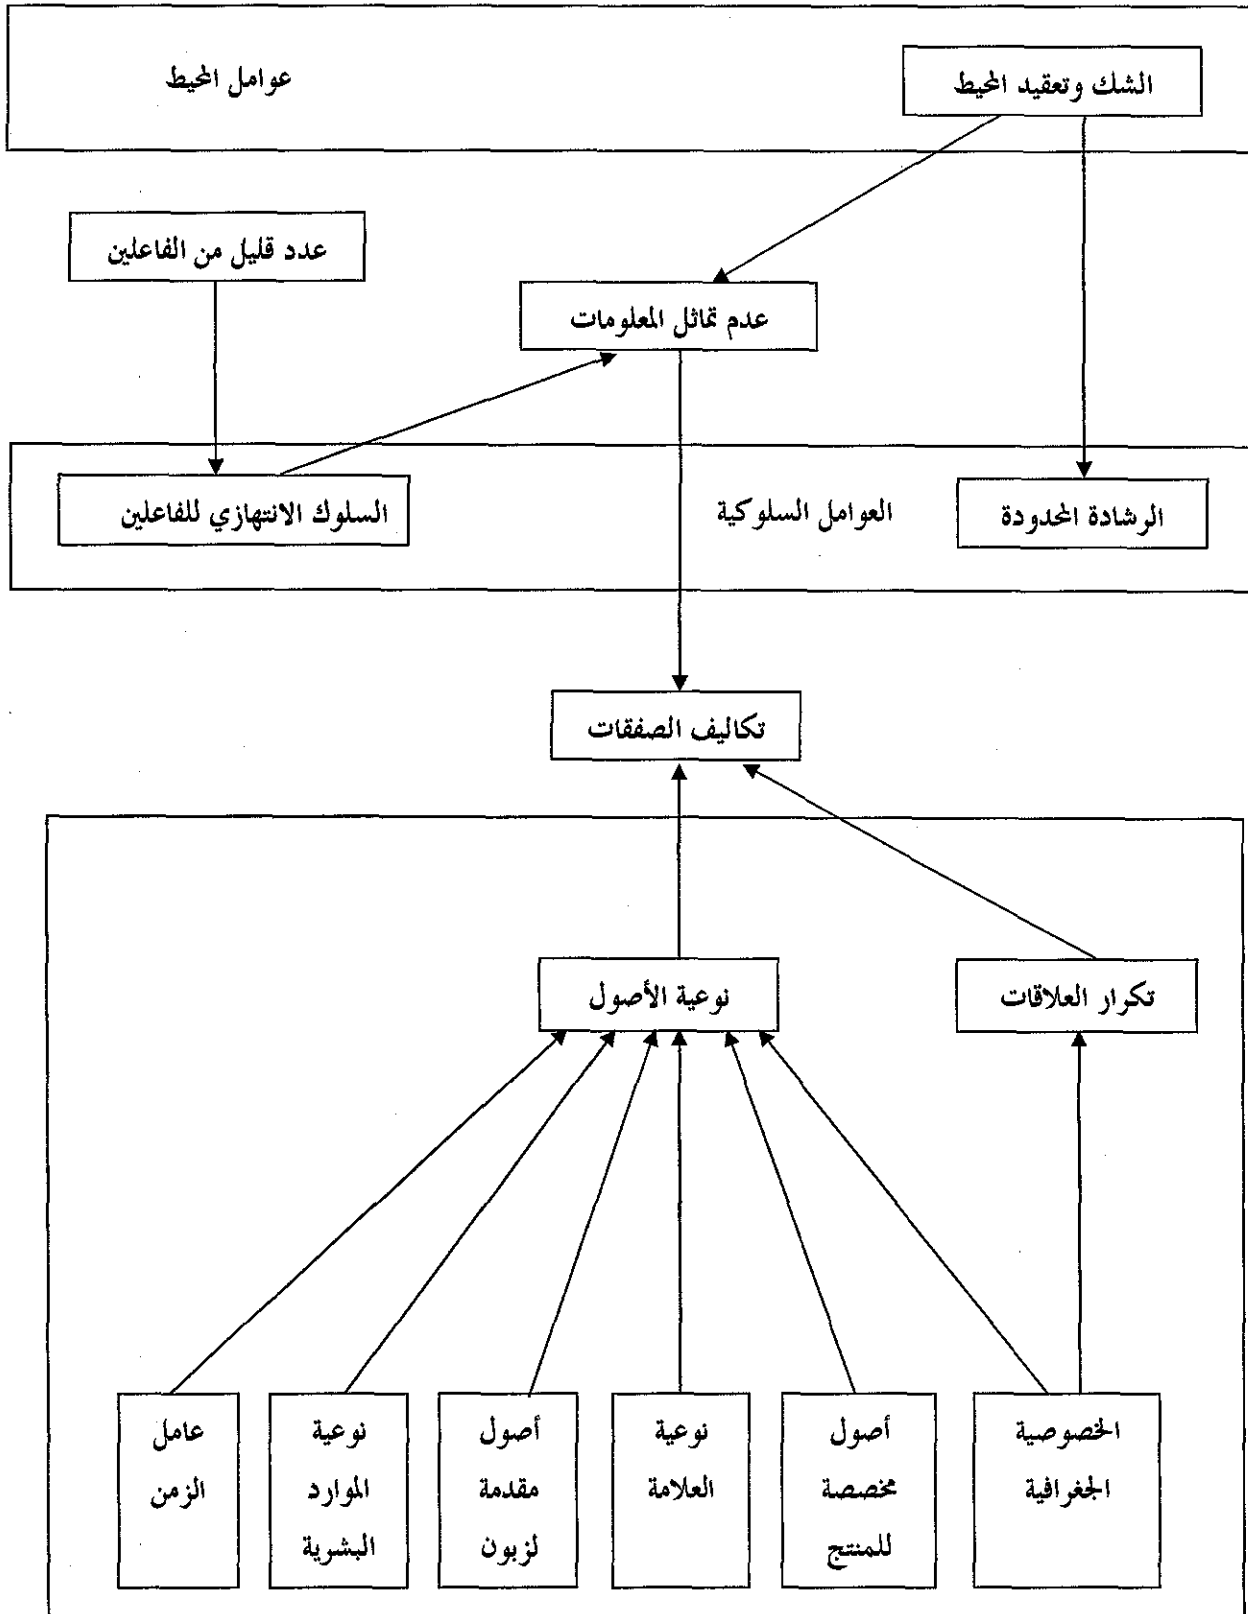 الشك وتعقيد المحيط
عوامل المحيط
عدد قليل من الفاعلين
عدم تماثل المعلومات
الرشادة المحدودة
العوامل السلوكية
السلوك الانتهازي للفاعلين
تكاليف الصفقات
تكرار العلاقات
نوعية الأصول
الخصوصية
الجغرافية
أصول
مخصصة
للمنتج
نوعية
العلامة
أصول
مقدمة
لزبون
نوعية
الموارد
البشرية
عامل
الزمن